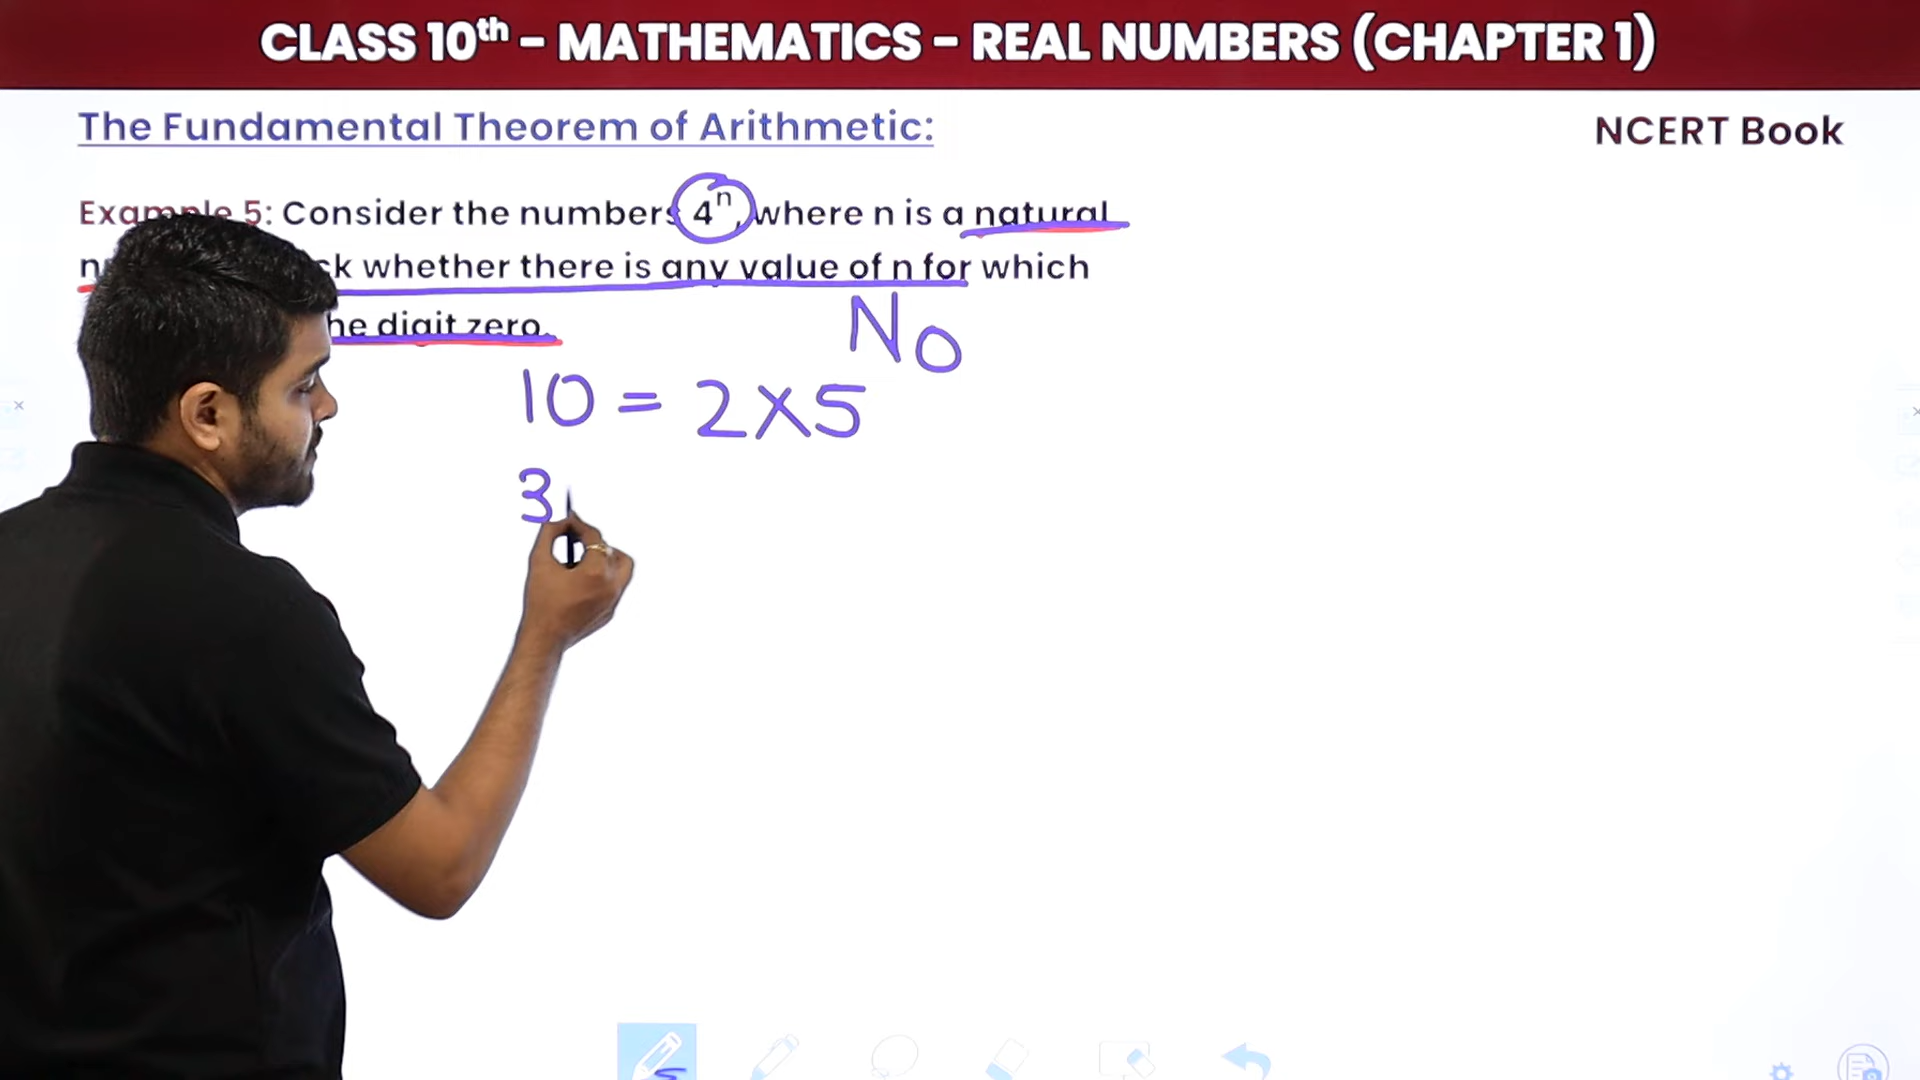 CLASS 10th - MATHEMATICS - REAL NUMBERS (CHAPTER 1)
The Fundamental Theorem of Arithmetic:
NCERT Book
Example 5: Consider the numbers 4ⁿ, where n is a natural
whether there is any value of n for which
digit zero.
No
10 = 2×5
3